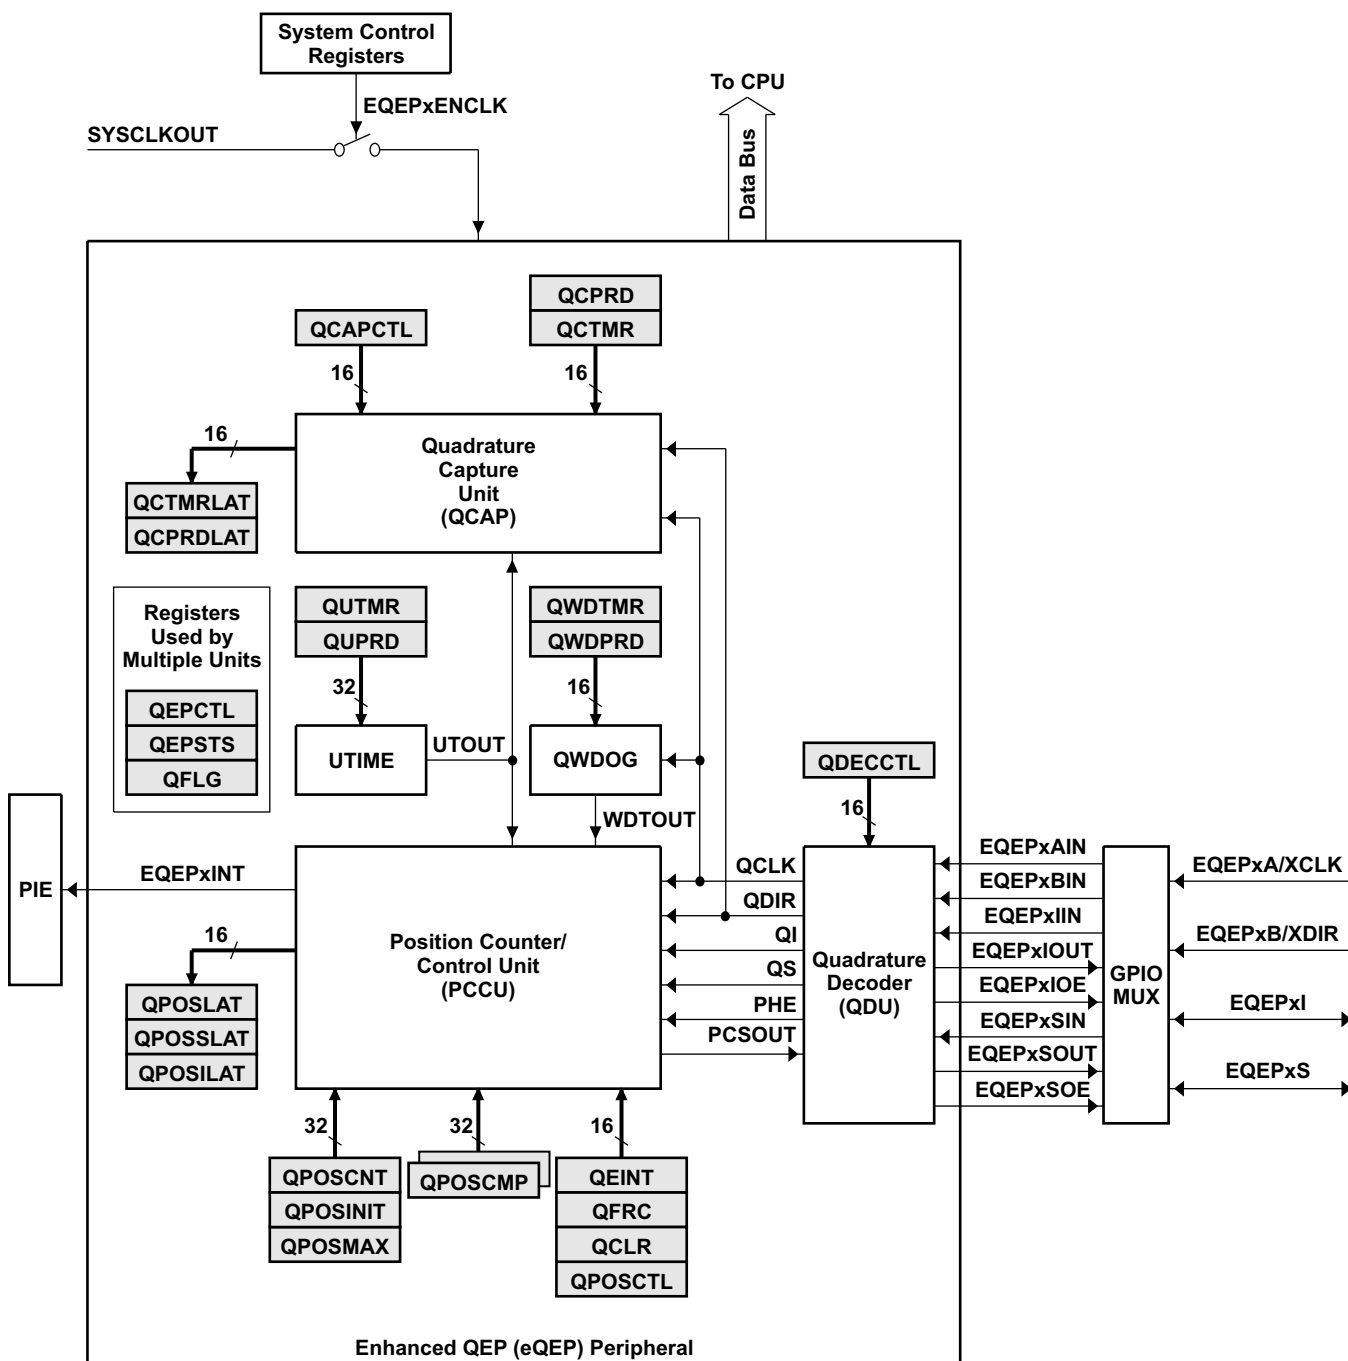 System Control
Registers
To CPU
EQEPxENCLK
SYSCLKOUT
Data Bus
QCPRD
QCAPCTL
QCTMR
16
16
16
Quadrature
Capture
Unit
(QCAP)
QCTMRLAT
QCPRDLAT
Registers
Used by
Multiple Units
QEPCTL
QEPSTS
QFLG
QUTMR
QUPRD
QWDTMR
QWDPRD
32
16
UTIME
UTOUT
QWDOG
QDECCTL
WDTOUT
16
PIE
EQEPxINT
16
QPOSLAT
QPOSSLAT
QPOSILAT
Position Counter/
Control Unit
(PCCU)
QCLK
QDIR
QI
QS
PHE
PCSOUT
Quadrature
Decoder
(QDU)
EQEPxAIN
EQEPxBIN
EQEPxIIN
EQEPxIOUT
EQEPxIOE
EQEPxSIN
EQEPxSOUT
EQEPxSOE
GPIO
MUX
EQEPxA/XCLK
EQEPxB/XDIR
EQEPxI
EQEPxS
32
32
16
QPOSCNT
QPOSINIT
QPOSMAX
QPOSCMP
QEINT
QFRC
QCLR
QPOSCTL
Enhanced QEP (eQEP) Peripheral